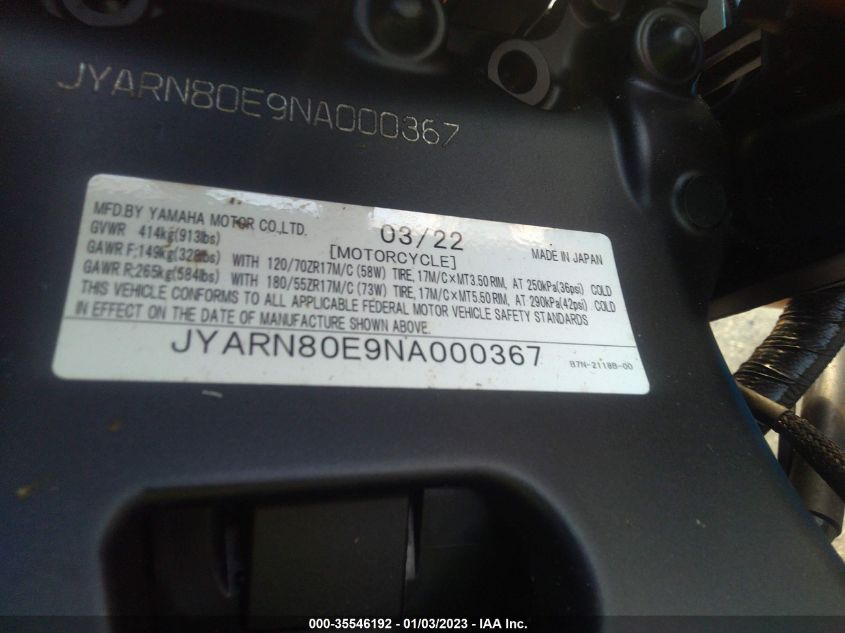 JYARN80E9NA000367
MFD.BY YAMAHA MOTOR CO.,LTD. 03/22 MADE IN JAPAN
GVWR 414kg(913lbs) [MOTORCYCLE]
GAWR F;149kg(328lbs) WITH 120/70ZR17M/C (58W) TIRE, 17M/C×MT3.50 RIM, AT 250kPa(36psi) COLD
GAWR R;265kg(584lbs) WITH 180/55ZR17M/C (73W) TIRE, 17M/C×MT5.50 RIM, AT 290kPa(42psi) COLD
THIS VEHICLE CONFORMS TO ALL APPLICABLE FEDERAL MOTOR VEHICLE SAFETY STANDARDS
IN EFFECT ON THE DATE OF MANUFACTURE SHOWN ABOVE.
JYARN80E9NA000367 B7N-2118B-00
000-35546192 - 01/03/2023 - IAA Inc.